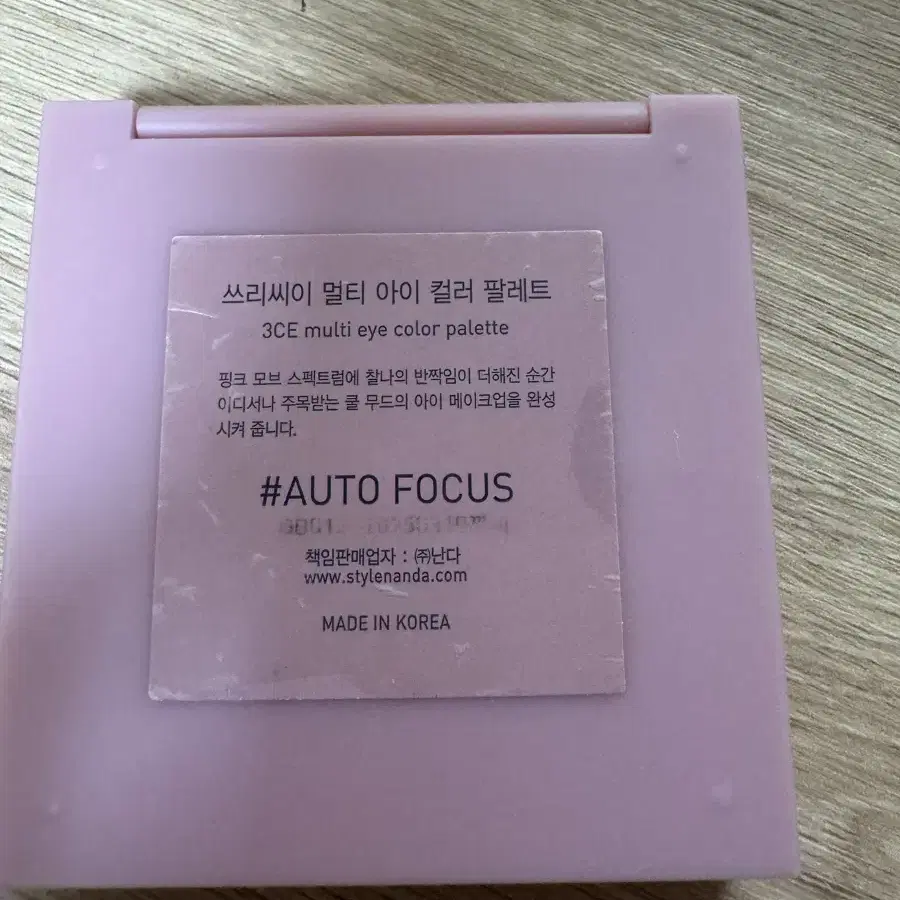 쓰리씨이 멀티 아이 컬러 팔레트
3CE multi eye color palette
핑크 모브 스펙트럼에 찰나의 반짝임이 더해진 순간
어디서나 주목받는 쿨 무드의 아이 메이크업을 완성
시켜 줍니다.
#AUTO FOCUS
책임판매업자 : ㈜난다
www.stylenanda.com
MADE IN KOREA